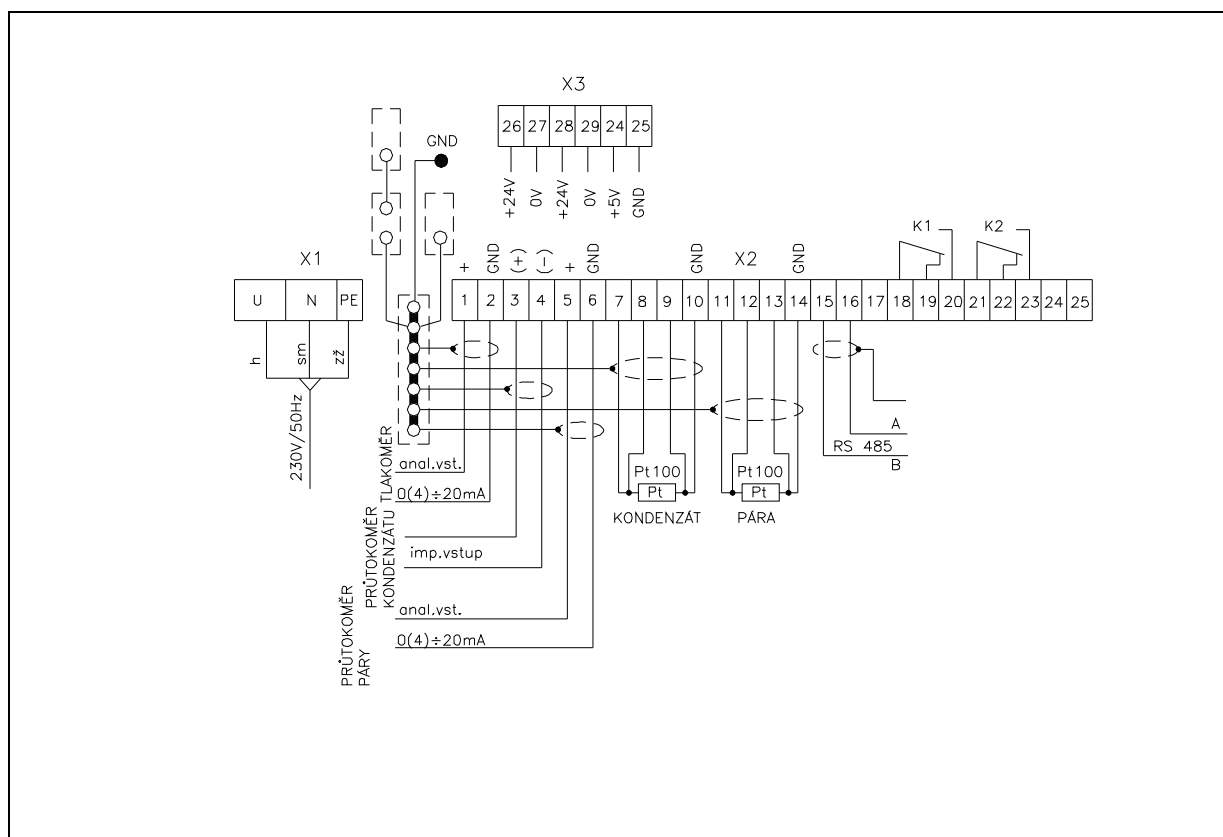 X3
26 27 28 29 24 25
+24V 0V +24V 0V +5V GND
GND
K1 K2
X1
U N PE
h sm zž
230V/50Hz
+ GND (+) (−) + GND GND X2 GND
1 2 3 4 5 6 7 8 9 10 11 12 13 14 15 16 17 18 19 20 21 22 23 24 25
A
RS 485
B
TLAKOMĚR
anal.vst.
0(4)÷20mA
Pt100
Pt
KONDENZÁT
Pt100
Pt
PÁRA
PRŮTOKOMĚR
KONDENZÁTU
imp.vstup
PRŮTOKOMĚR
PÁRY
anal.vst.
0(4)÷20mA